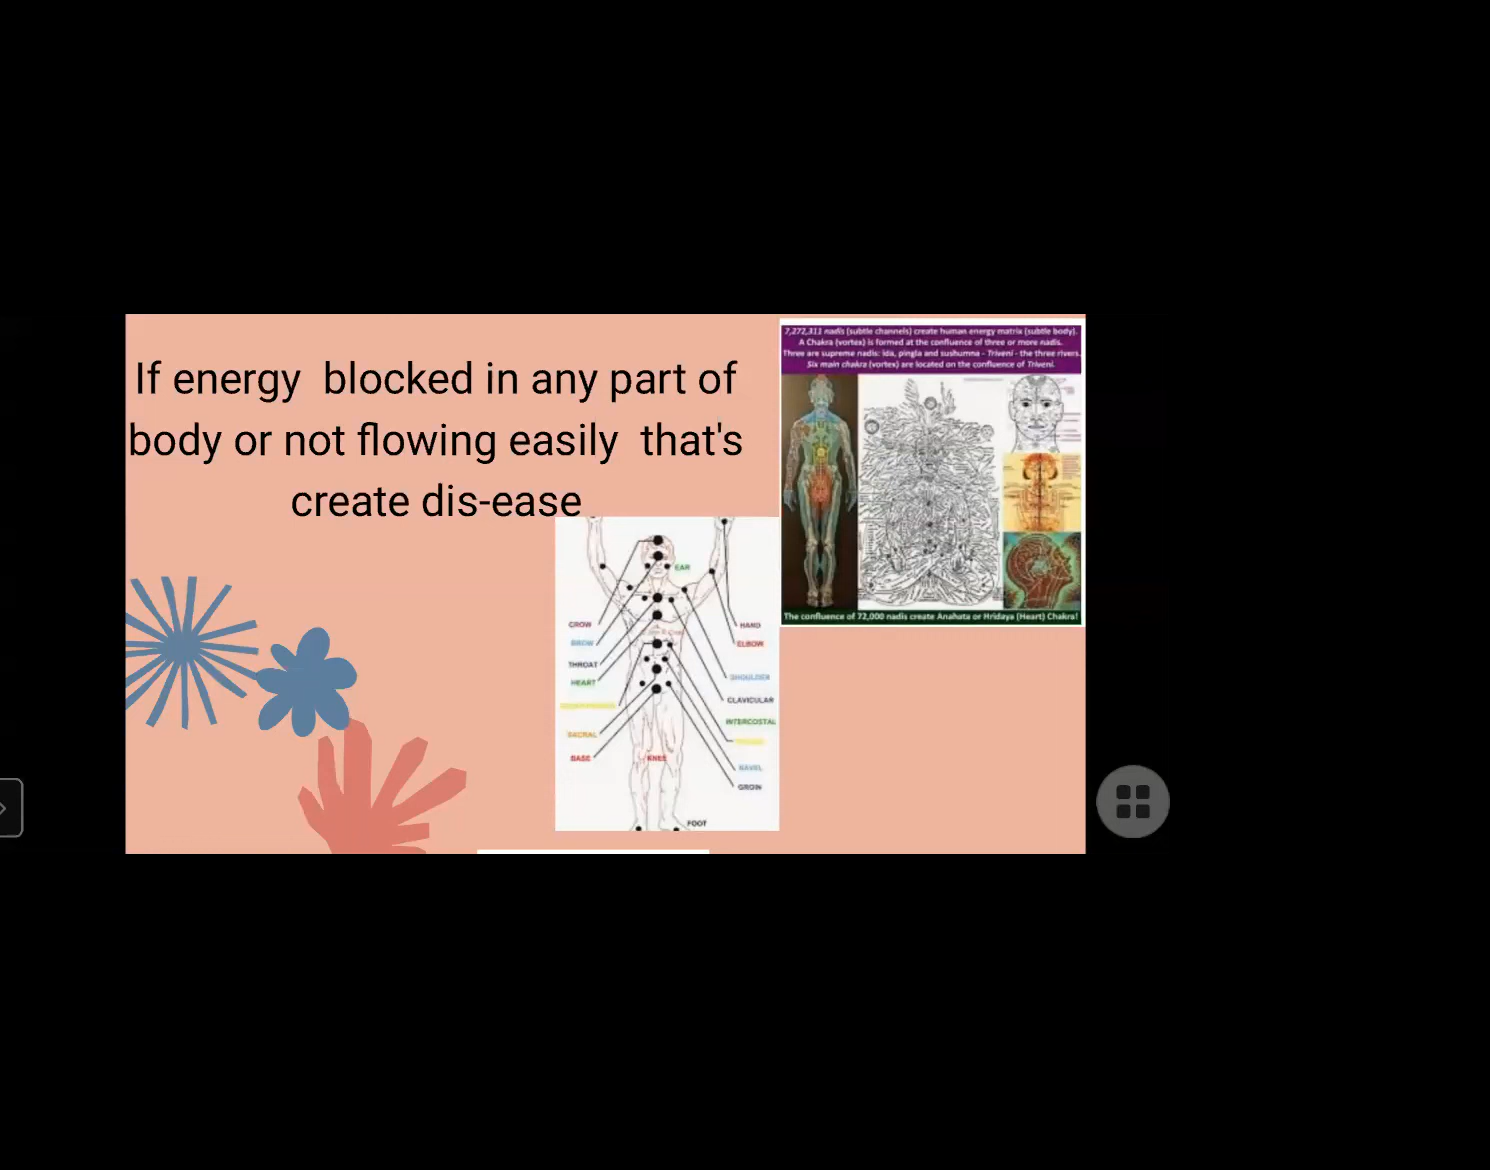 If energy  blocked in any part of
body or not flowing easily  that's
create dis-ease
7,272,311 nadis (subtle channels) create human energy matrix (subtle body).
A Chakra (vortex) is formed at the confluence of three or more nadis.
Three are supreme nadis: ida, pingla and sushumna - Triveni - the three rivers.
Six main chakra (vortex) are located on the confluence of Triveni.
The confluence of 72,000 nadis create Anahata or Hridaya (Heart) Chakra!
EAR
CROW
BROW
THROAT
HEART
SACRAL
BASE
KNEE
HAND
ELBOW
SHOULDER
CLAVICULAR
INTERCOSTAL
NAVEL
GROIN
FOOT